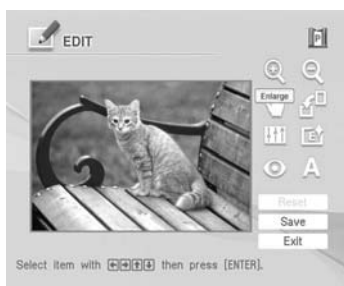 EDIT
P
Enlarge
A
Reset
Save
Exit
Select item with ←→↑↓ then press [ENTER].